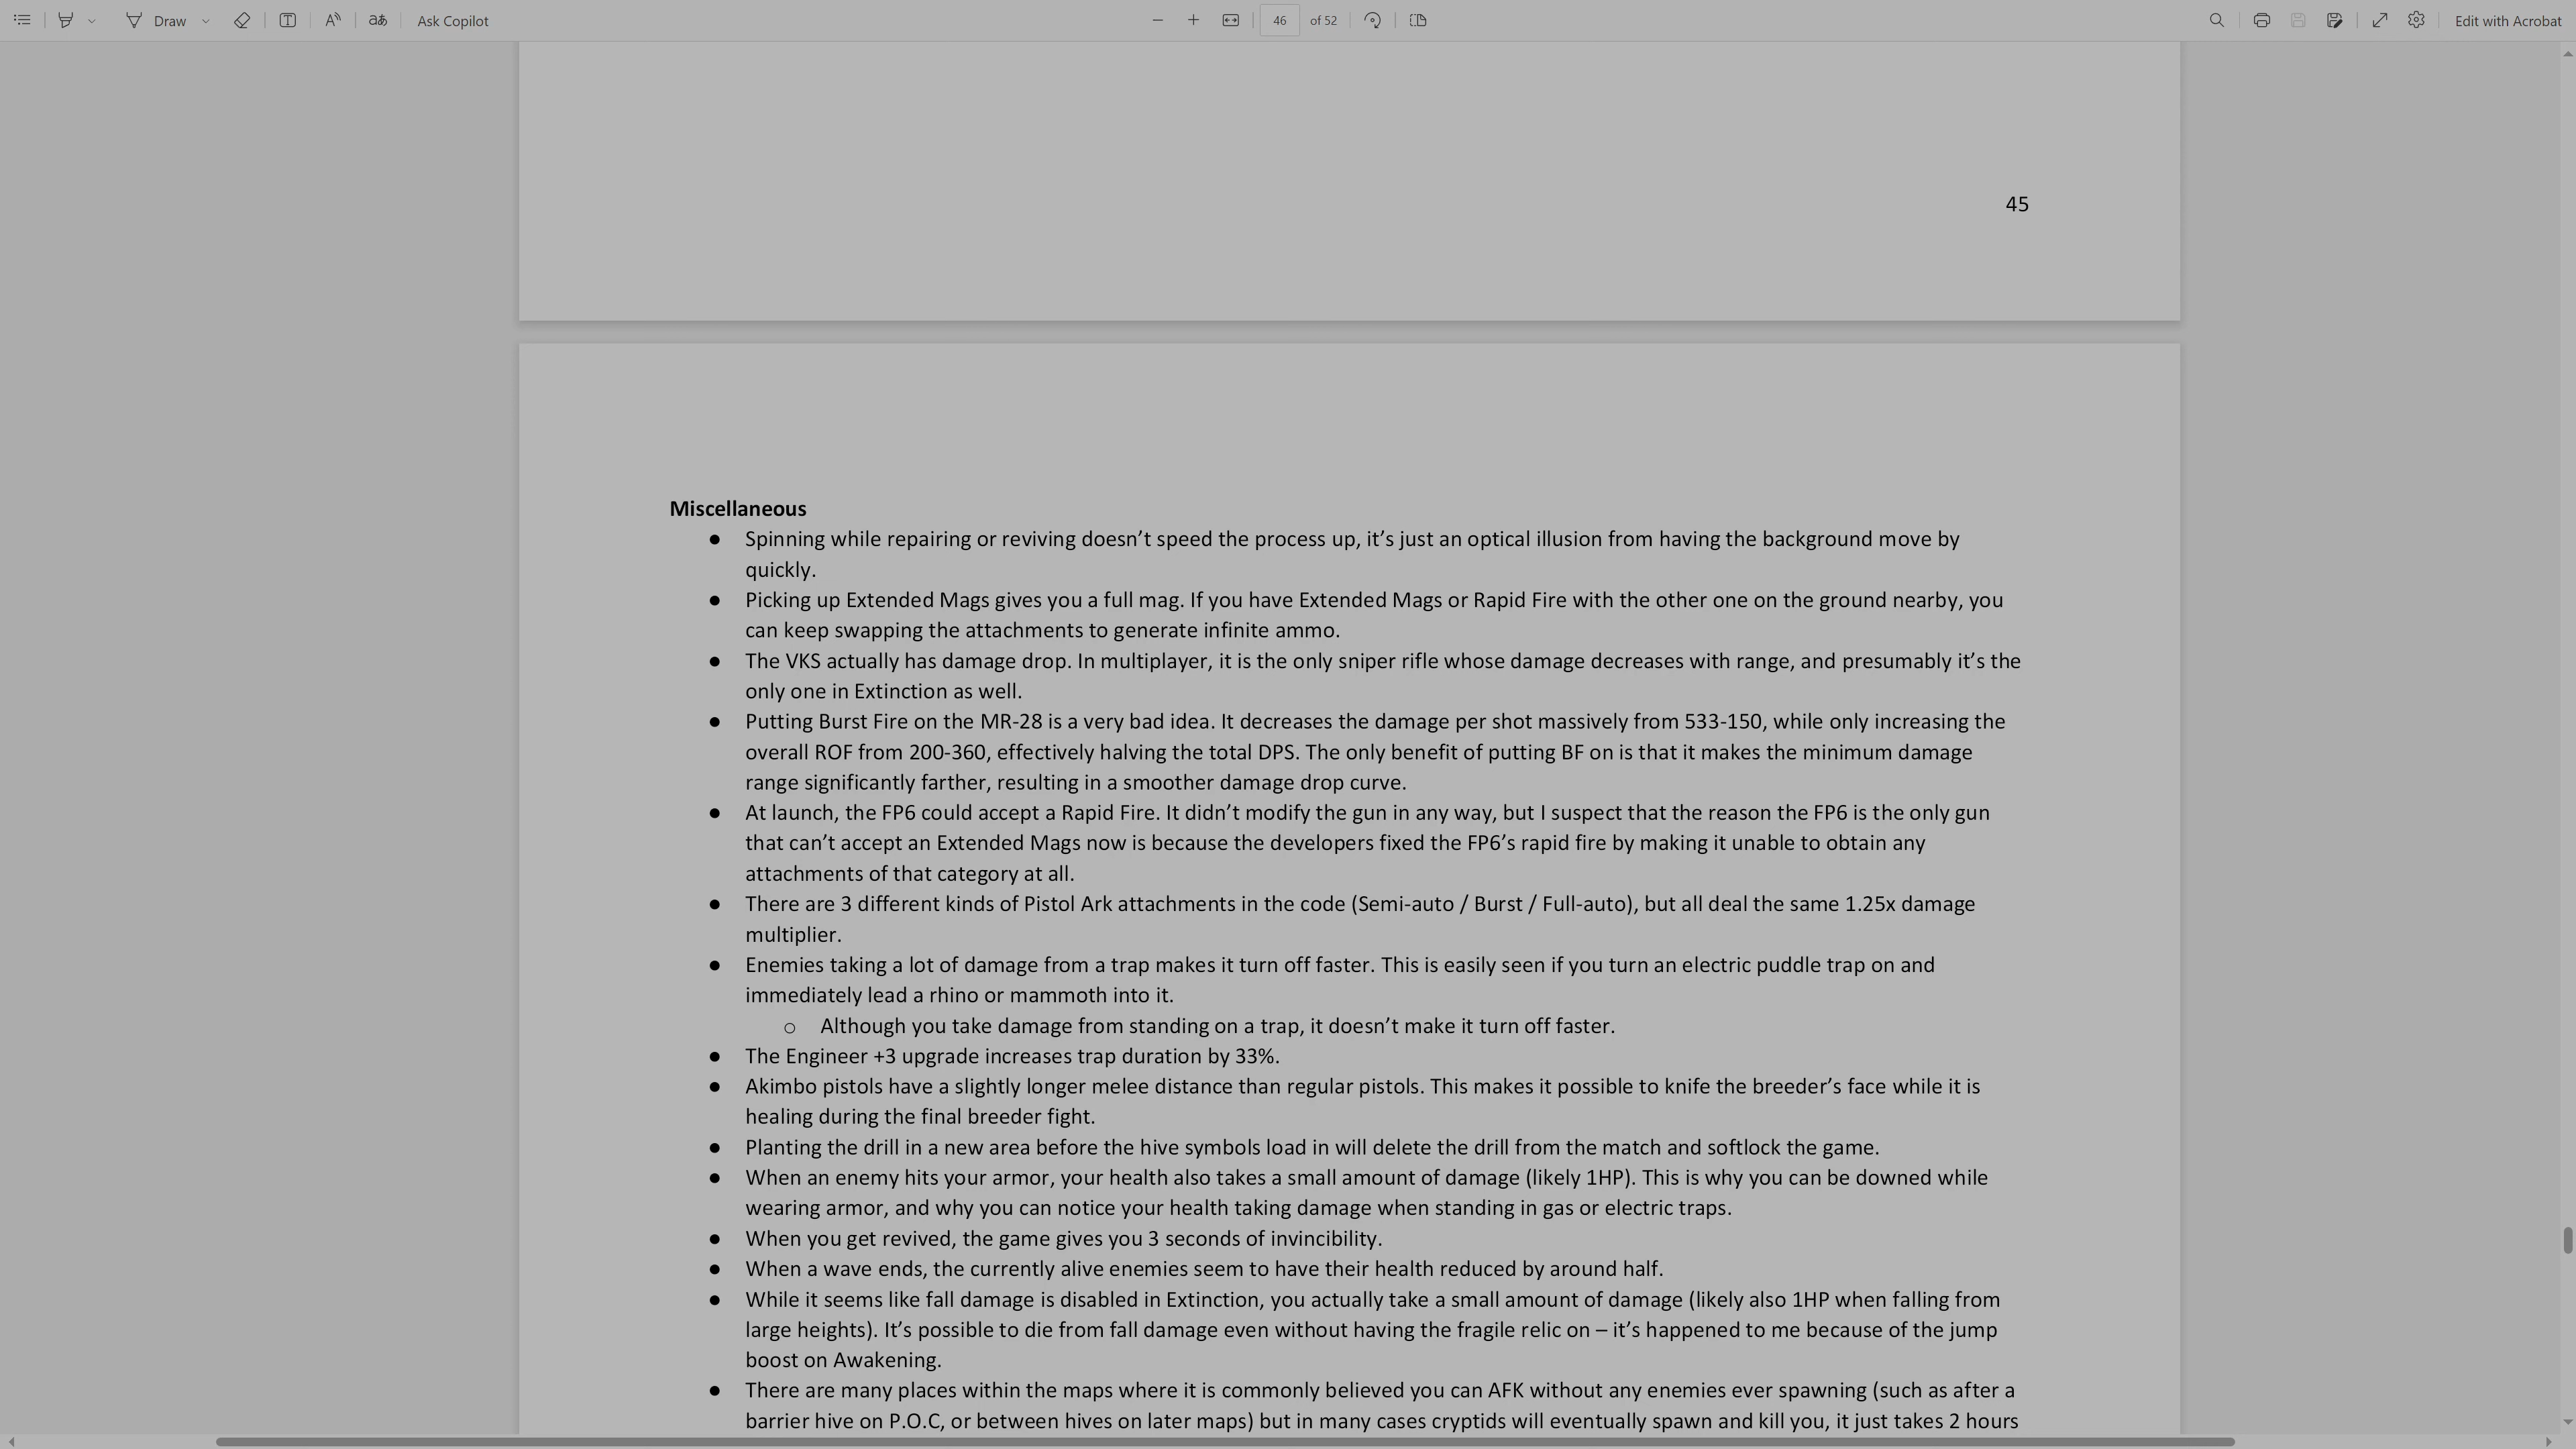 Draw
Ask Copilot
46
of 52
Edit with Acrobat
45
Miscellaneous
● Spinning while repairing or reviving doesn’t speed the process up, it’s just an optical illusion from having the background move by
quickly.
● Picking up Extended Mags gives you a full mag. If you have Extended Mags or Rapid Fire with the other one on the ground nearby, you
can keep swapping the attachments to generate infinite ammo.
● The VKS actually has damage drop. In multiplayer, it is the only sniper rifle whose damage decreases with range, and presumably it’s the
only one in Extinction as well.
● Putting Burst Fire on the MR-28 is a very bad idea. It decreases the damage per shot massively from 533-150, while only increasing the
overall ROF from 200-360, effectively halving the total DPS. The only benefit of putting BF on is that it makes the minimum damage
range significantly farther, resulting in a smoother damage drop curve.
● At launch, the FP6 could accept a Rapid Fire. It didn’t modify the gun in any way, but I suspect that the reason the FP6 is the only gun
that can’t accept an Extended Mags now is because the developers fixed the FP6’s rapid fire by making it unable to obtain any
attachments of that category at all.
● There are 3 different kinds of Pistol Ark attachments in the code (Semi-auto / Burst / Full-auto), but all deal the same 1.25x damage
multiplier.
● Enemies taking a lot of damage from a trap makes it turn off faster. This is easily seen if you turn an electric puddle trap on and
immediately lead a rhino or mammoth into it.
○ Although you take damage from standing on a trap, it doesn’t make it turn off faster.
● The Engineer +3 upgrade increases trap duration by 33%.
● Akimbo pistols have a slightly longer melee distance than regular pistols. This makes it possible to knife the breeder’s face while it is
healing during the final breeder fight.
● Planting the drill in a new area before the hive symbols load in will delete the drill from the match and softlock the game.
● When an enemy hits your armor, your health also takes a small amount of damage (likely 1HP). This is why you can be downed while
wearing armor, and why you can notice your health taking damage when standing in gas or electric traps.
● When you get revived, the game gives you 3 seconds of invincibility.
● When a wave ends, the currently alive enemies seem to have their health reduced by around half.
● While it seems like fall damage is disabled in Extinction, you actually take a small amount of damage (likely also 1HP when falling from
large heights). It’s possible to die from fall damage even without having the fragile relic on – it’s happened to me because of the jump
boost on Awakening.
● There are many places within the maps where it is commonly believed you can AFK without any enemies ever spawning (such as after a
barrier hive on P.O.C, or between hives on later maps) but in many cases cryptids will eventually spawn and kill you, it just takes 2 hours